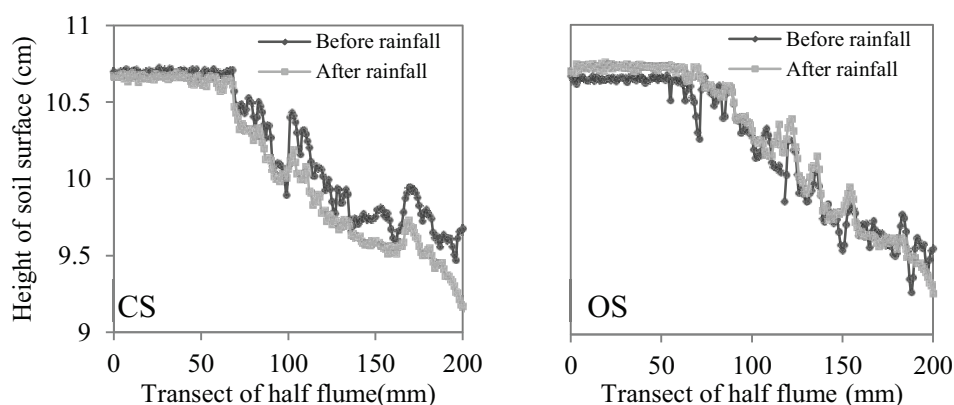 11
10.5
10
9.5
9
Height of soil surface (cm)
Before rainfall
After rainfall
CS
0
50
100
150
200
Transect of half flume(mm)
Before rainfall
After rainfall
OS
0
50
100
150
200
Transect of half flume (mm)